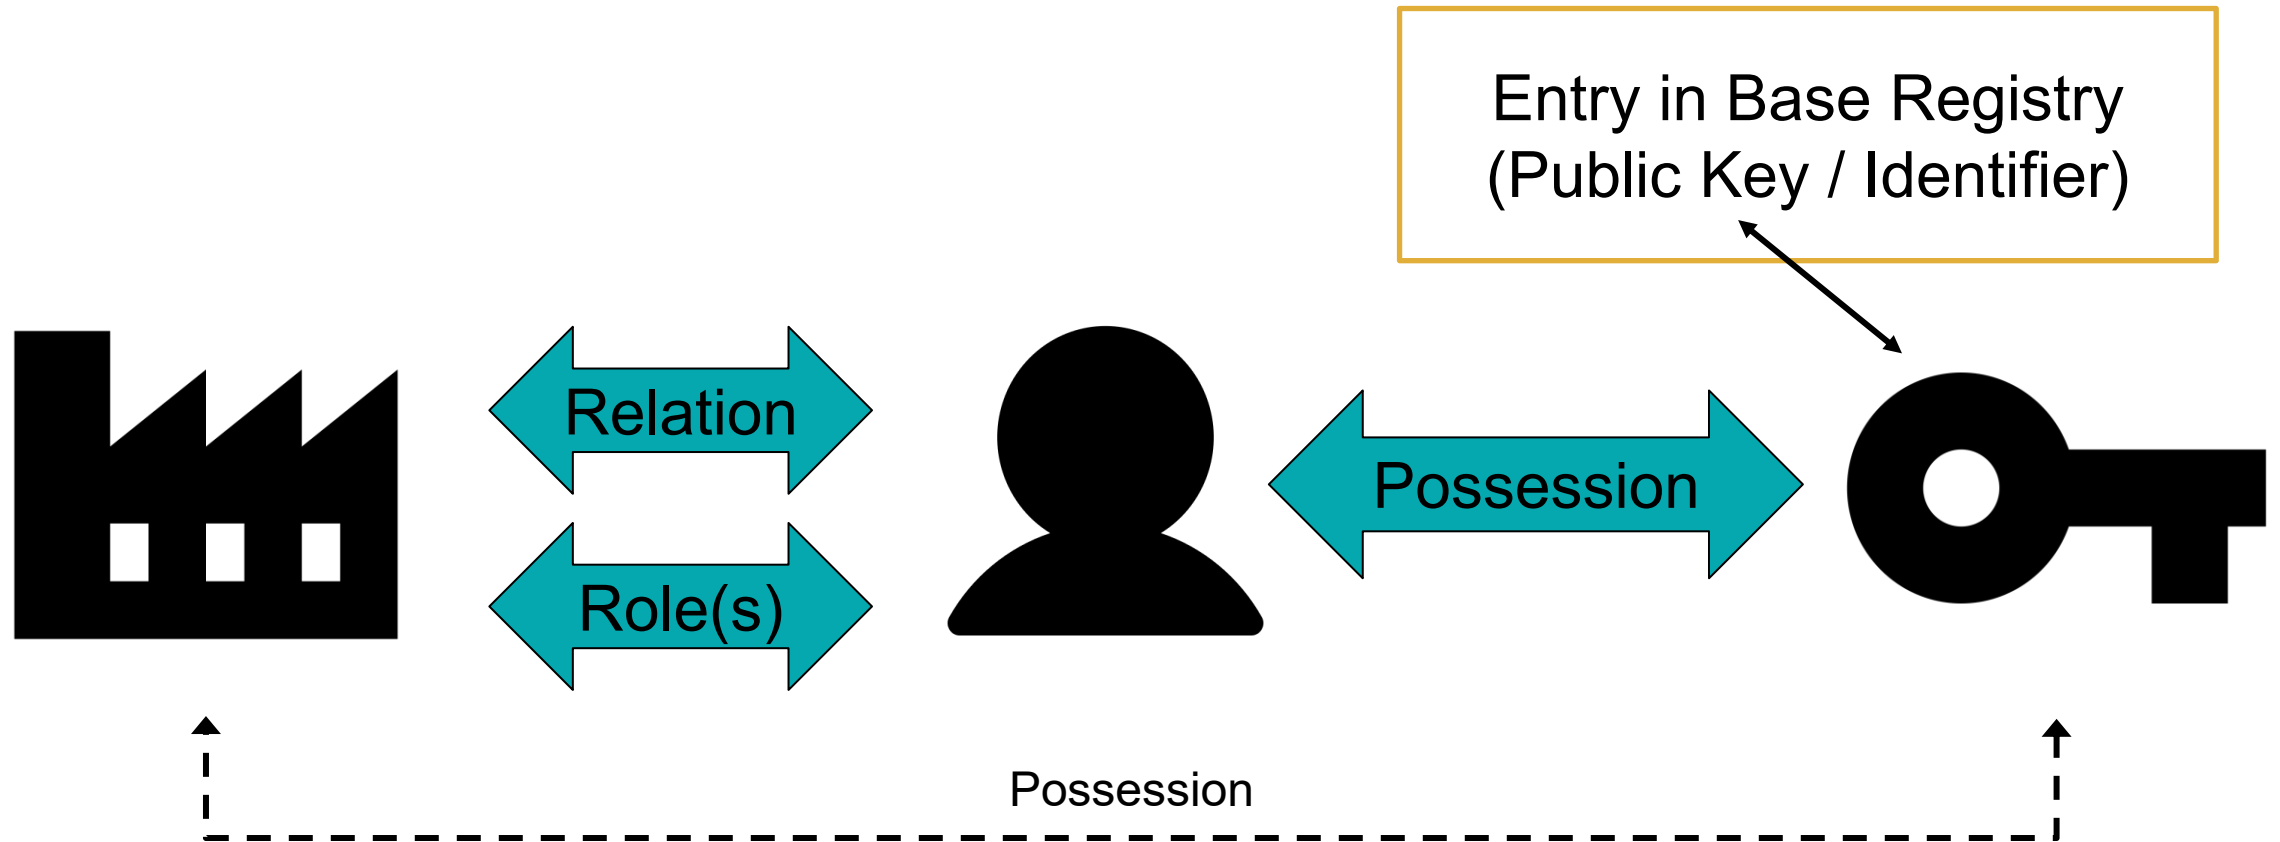 Entry in Base Registry
(Public Key / Identifier)
Relation
Possession
Role(s)
Possession